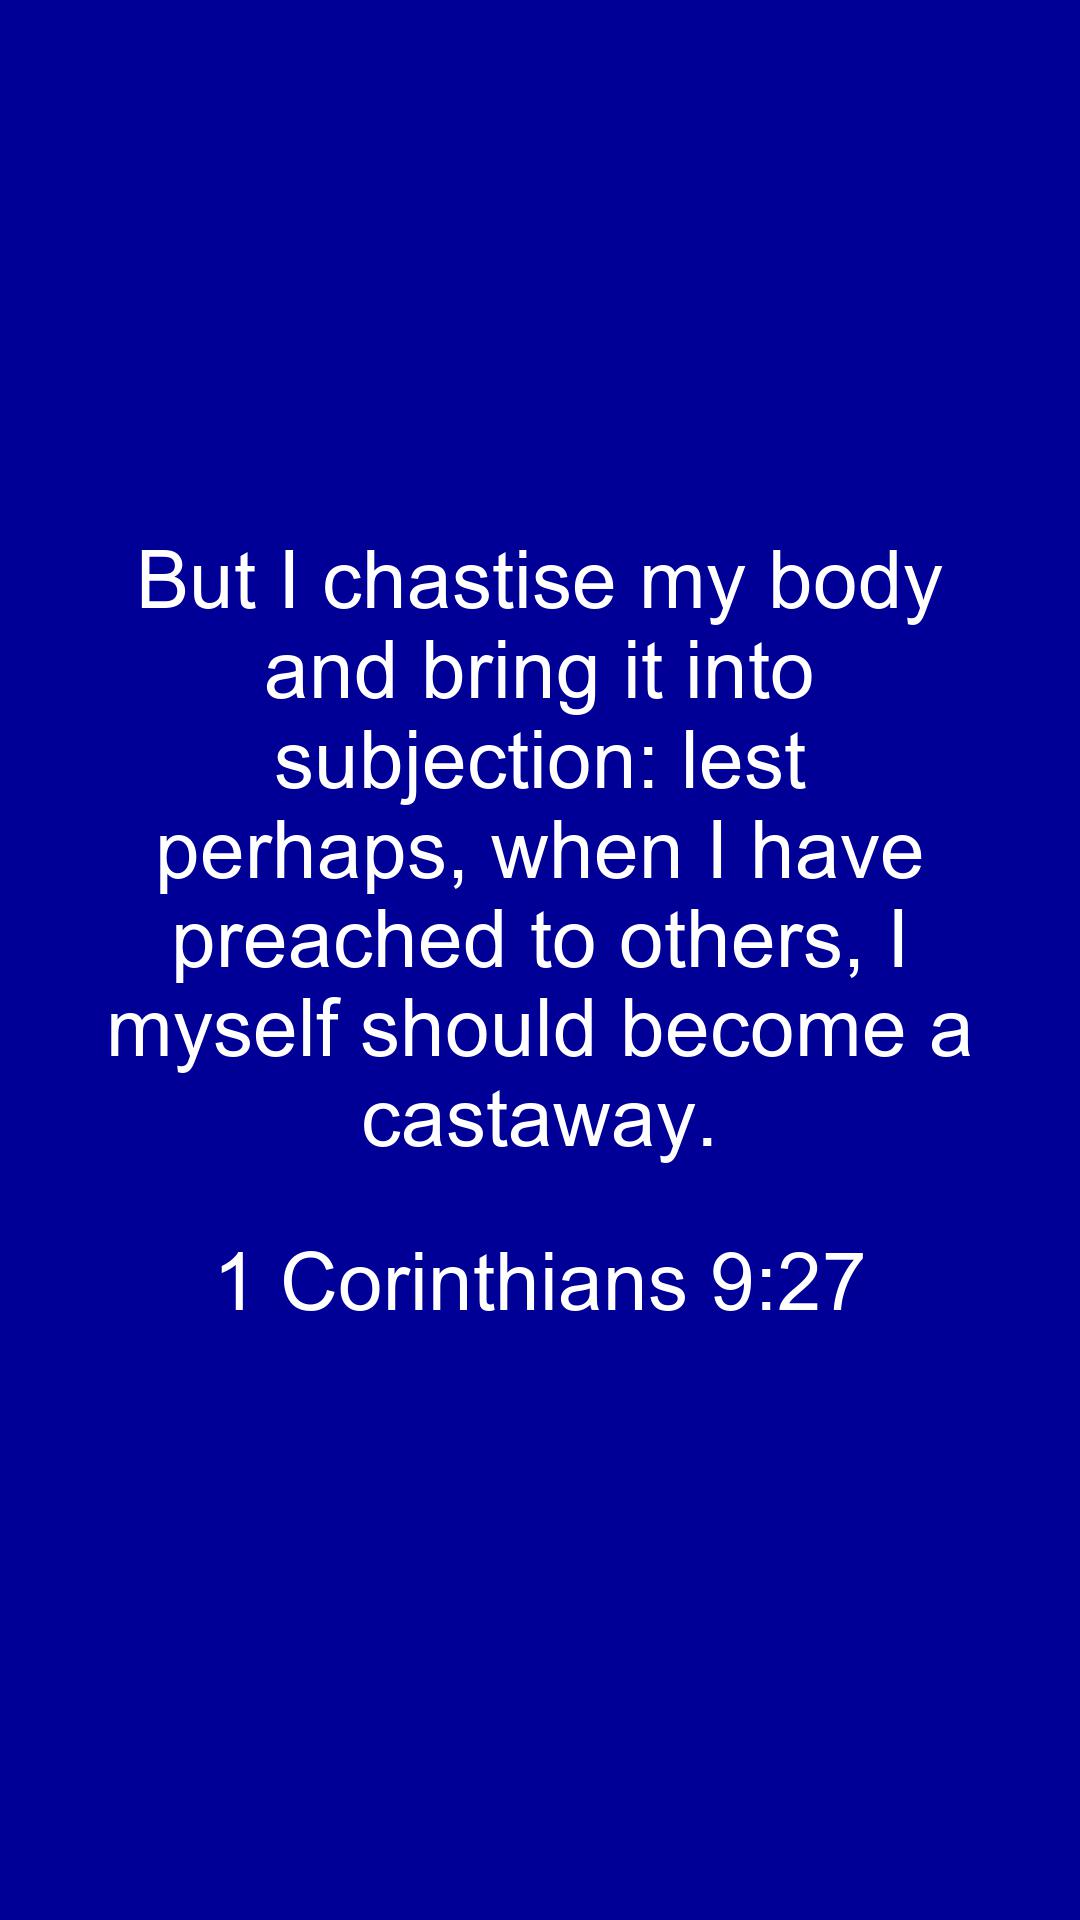 But I chastise my body
and bring it into
subjection: lest
perhaps, when I have
preached to others, I
myself should become a
castaway.
1 Corinthians 9:27